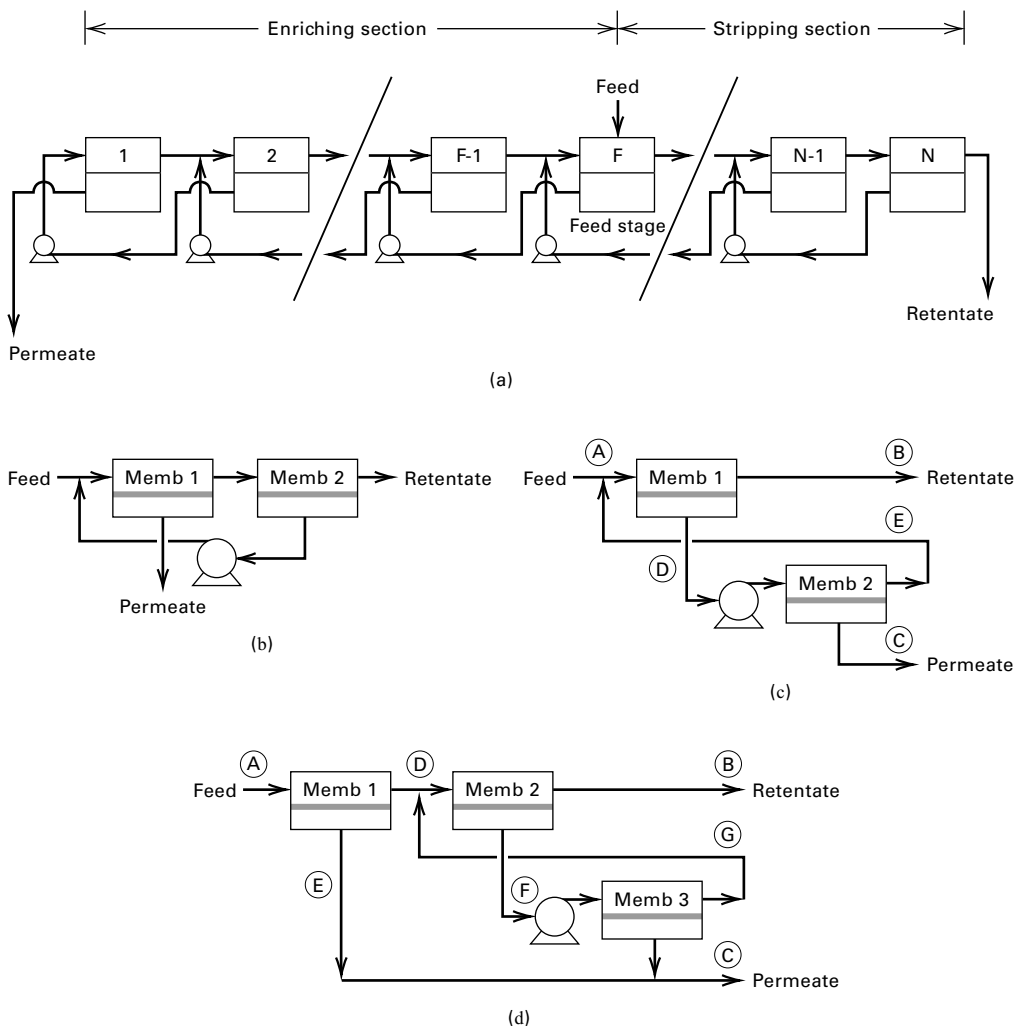 Enriching section
Stripping section
Feed
1
2
F-1
F
N-1
N
Feed stage
Permeate
Retentate
(a)
Feed
Memb 1
Memb 2
Retentate
Permeate
(b)
A
B
Feed
Memb 1
Retentate
E
D
Memb 2
C
Permeate
(c)
A
D
B
Feed
Memb 1
Memb 2
Retentate
G
E
F
Memb 3
C
Permeate
(d)